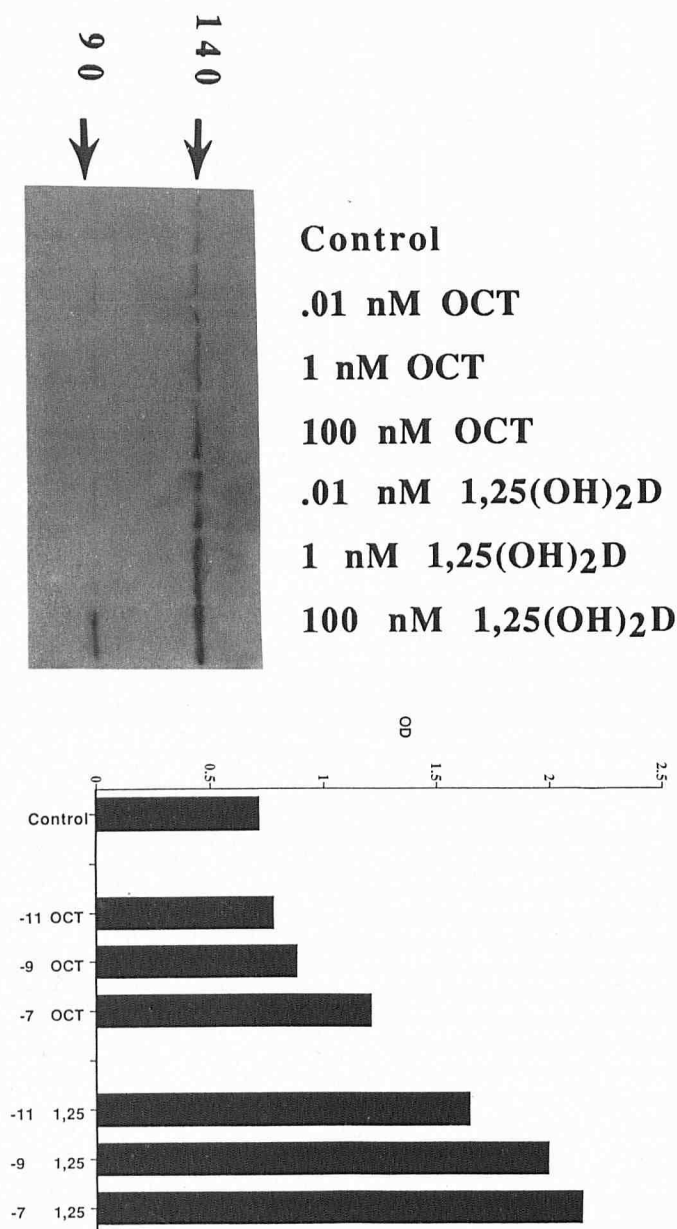 90
140
Control
.01 nM OCT
1 nM OCT
100 nM OCT
.01 nM 1,25(OH)2D
1 nM 1,25(OH)2D
100 nM 1,25(OH)2D
OD
0 0.5 1 1.5 2 2.5
Control
-11 OCT
-9 OCT
-7 OCT
-11 1,25
-9 1,25
-7 1,25